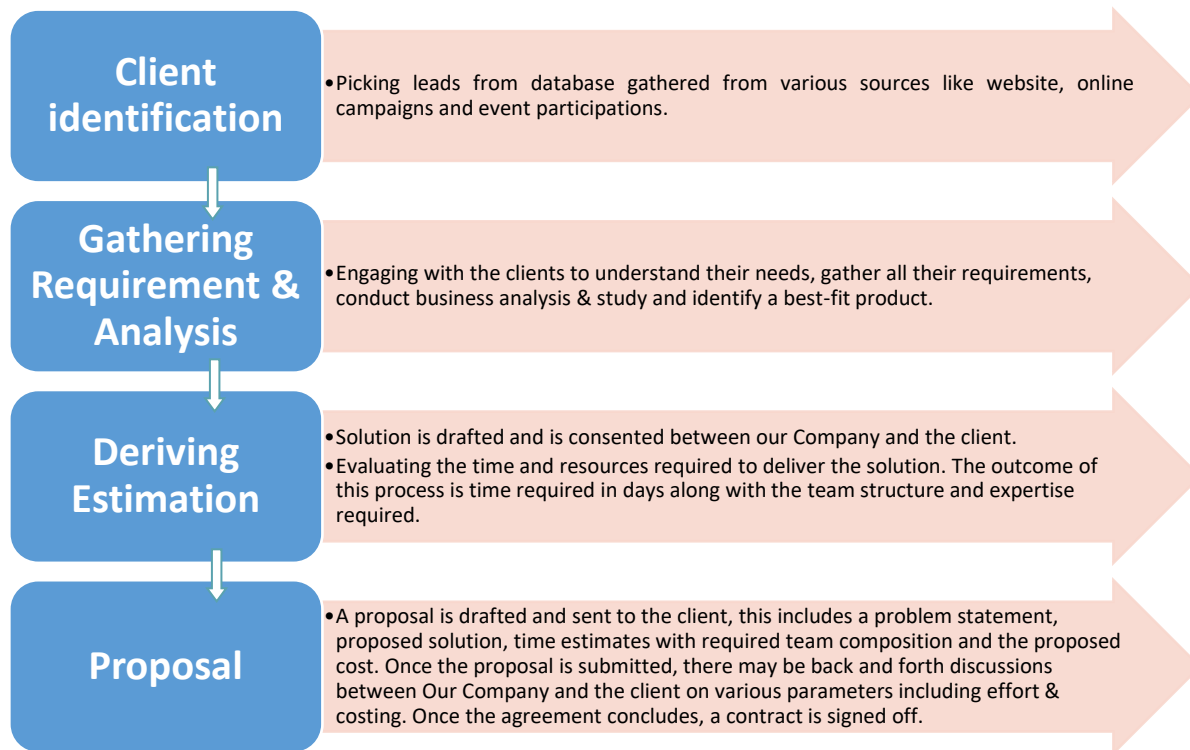 Client
identification
•Picking leads from database gathered from various sources like website, online
campaigns and event participations.
Gathering
Requirement &
Analysis
•Engaging with the clients to understand their needs, gather all their requirements,
conduct business analysis & study and identify a best-fit product.
Deriving
Estimation
•Solution is drafted and is consented between our Company and the client.
•Evaluating the time and resources required to deliver the solution. The outcome of
this process is time required in days along with the team structure and expertise
required.
Proposal
•A proposal is drafted and sent to the client, this includes a problem statement,
proposed solution, time estimates with required team composition and the proposed
cost. Once the proposal is submitted, there may be back and forth discussions
between Our Company and the client on various parameters including effort &
costing. Once the agreement concludes, a contract is signed off.